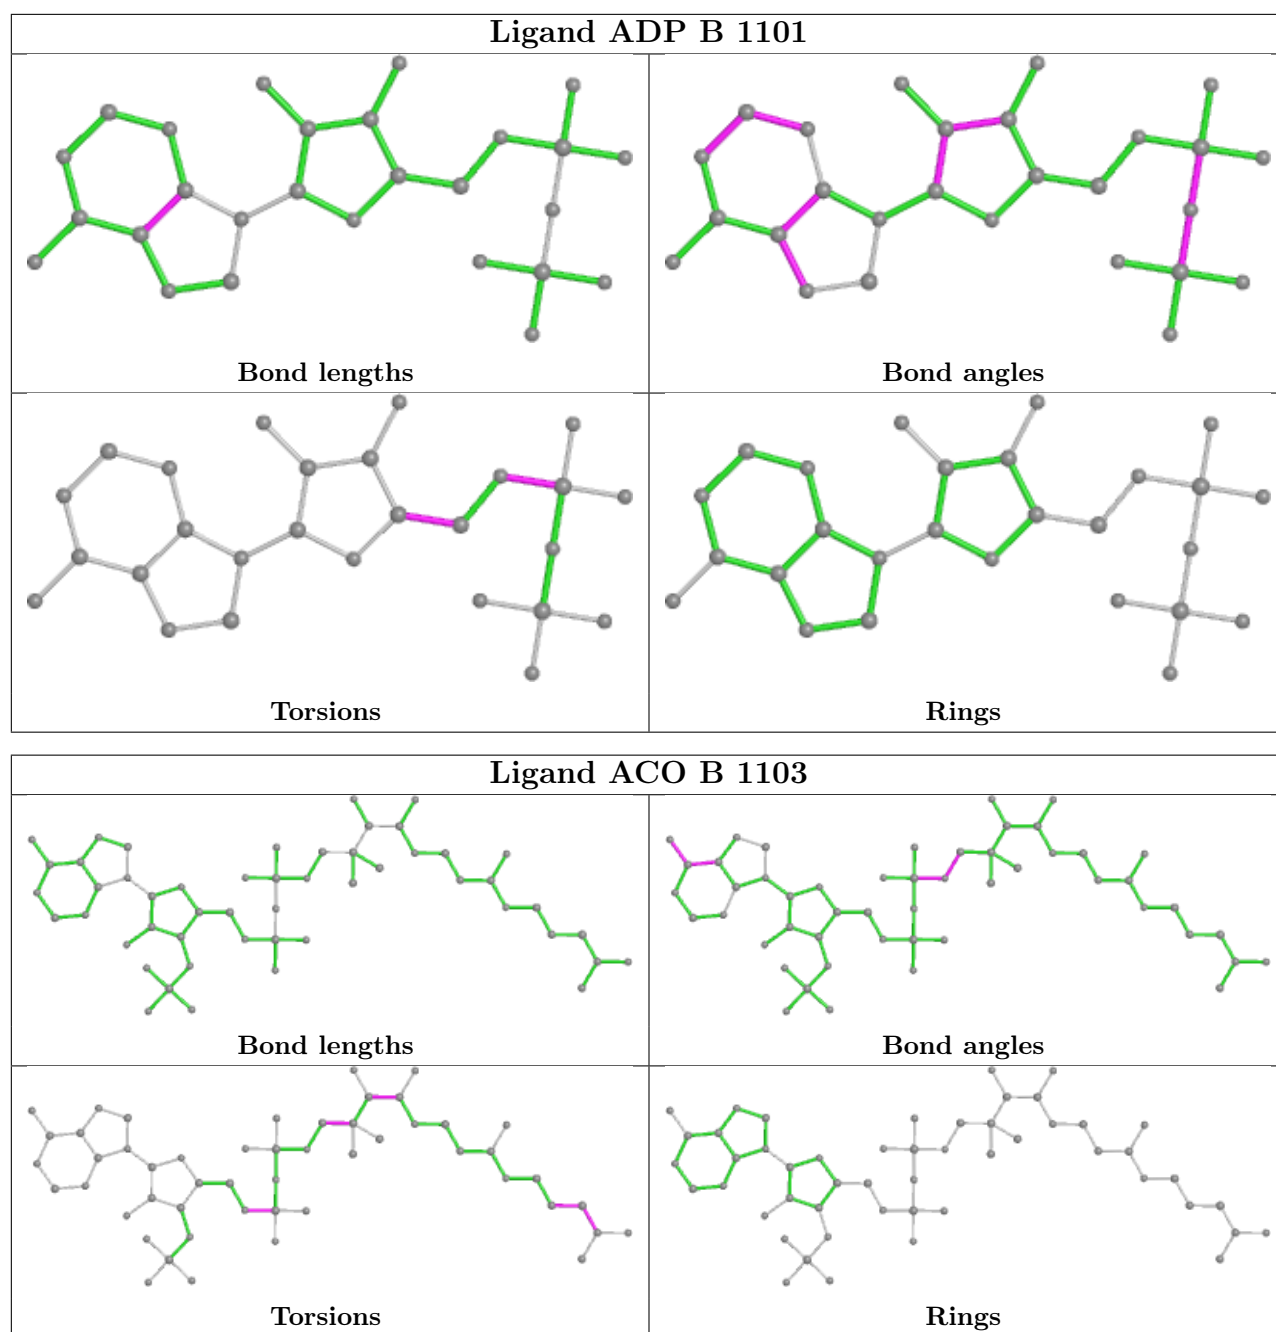 Ligand ADP B 1101
Bond lengths
Bond angles
Torsions
Rings
Ligand ACO B 1103
Bond lengths
Bond angles
Torsions
Rings